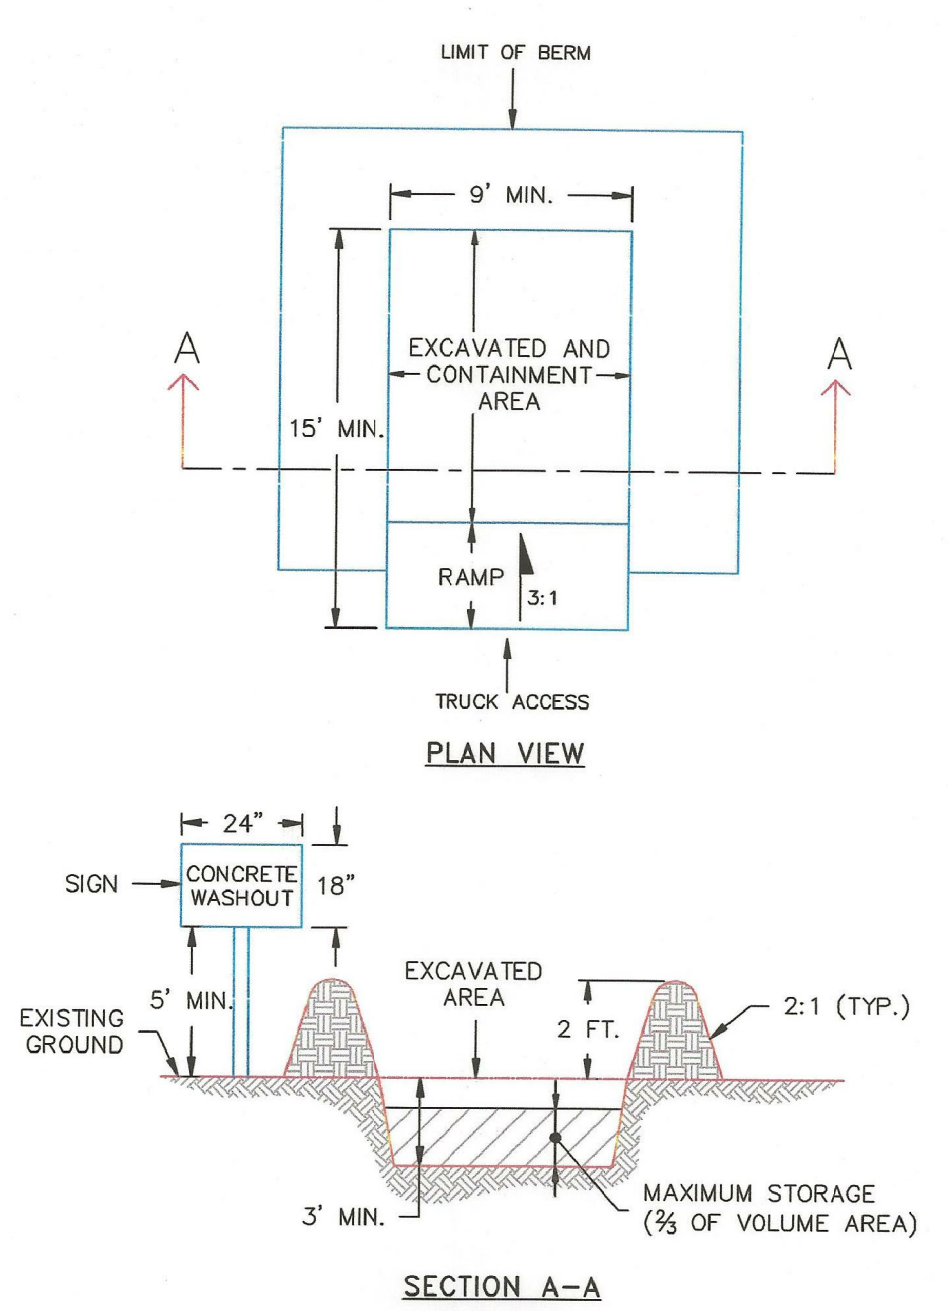 LIMIT OF BERM
9' MIN.
A
A
EXCAVATED AND
CONTAINMENT
AREA
15' MIN.
RAMP
3:1
TRUCK ACCESS
PLAN VIEW
24"
SIGN
CONCRETE
WASHOUT
18"
5' MIN.
EXCAVATED
AREA
2 FT.
2:1 (TYP.)
EXISTING
GROUND
3' MIN.
MAXIMUM STORAGE
(⅔ OF VOLUME AREA)
SECTION A-A